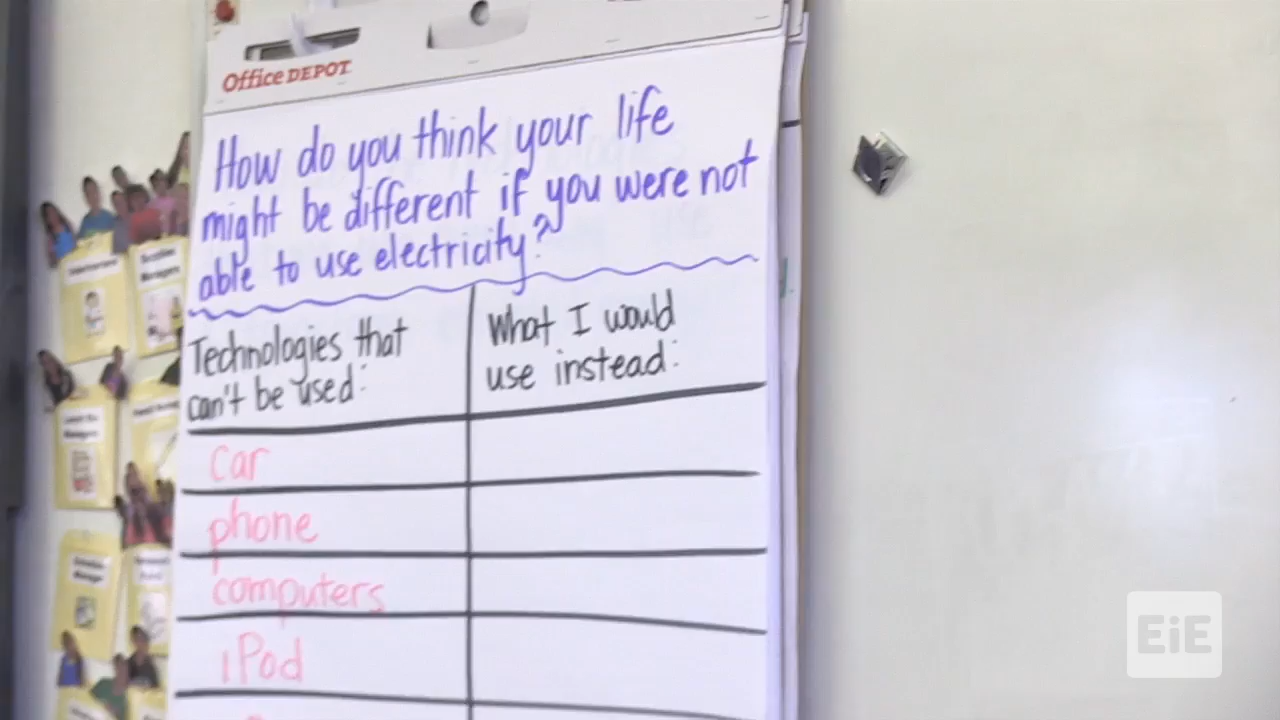 Office DEPOT
How do you think your life
might be different if you were not
able to use electricity?
Technologies that
can't be used:
What I would
use instead:
car
phone
computers
iPod
EiE